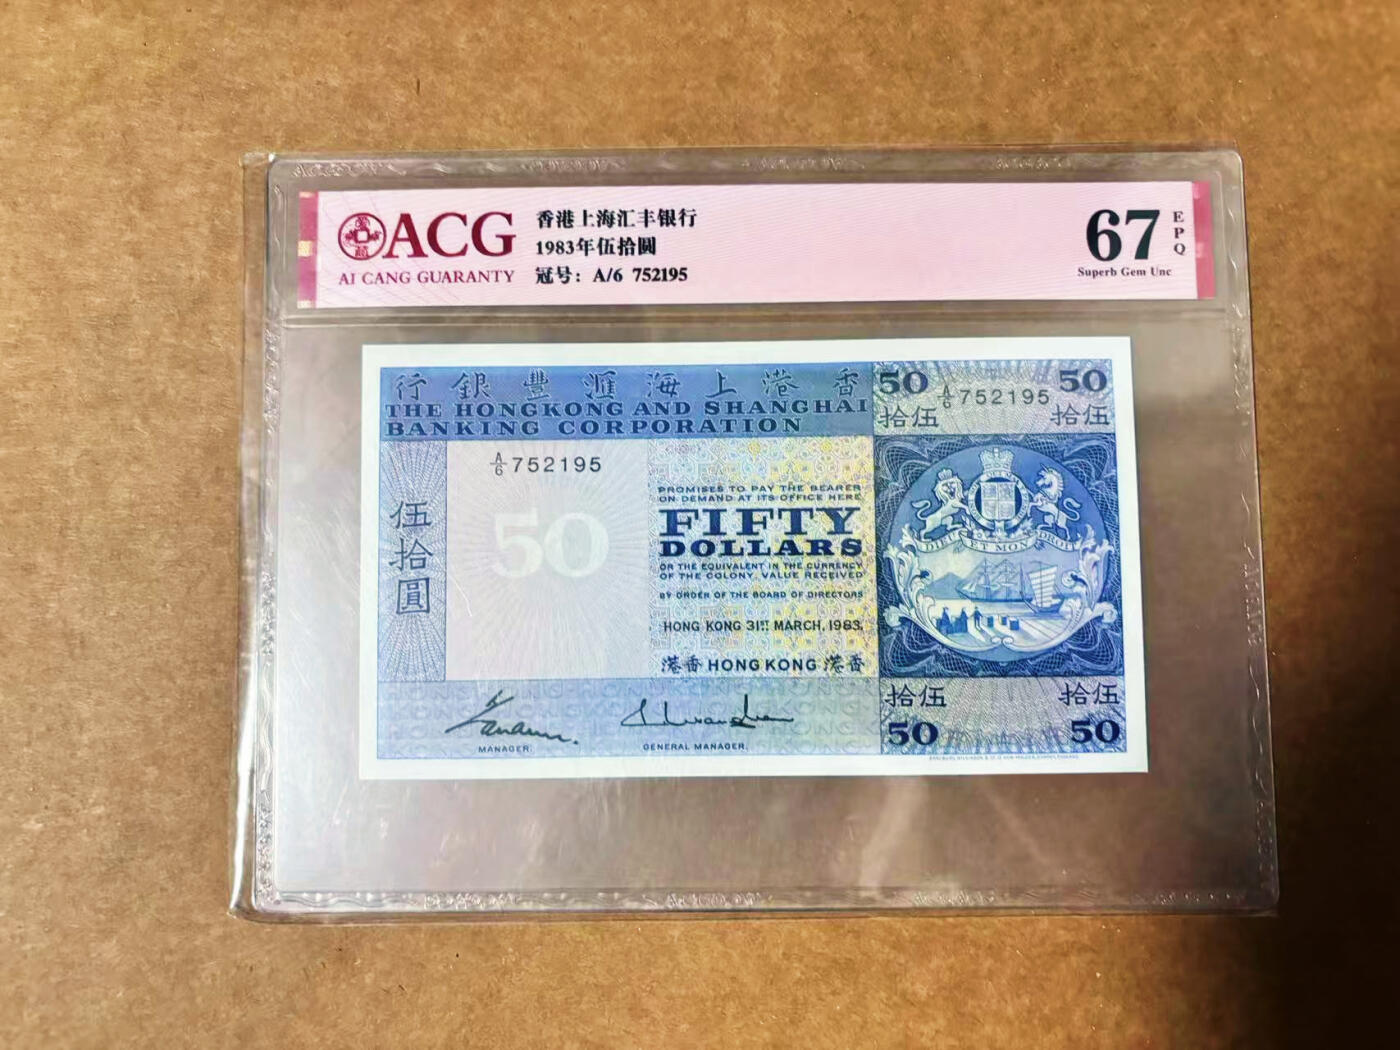 ACG
AI CANG GUARANTY
香港上海汇丰银行
1983年伍拾圆
冠号：A/6 752195
67
EPQ
Superb Gem Unc
行銀豐滙海上港香
THE HONGKONG AND SHANGHAI
BANKING CORPORATION
50 A/6 752195 50
拾伍 拾伍
A/6 752195
伍拾圓
50
PROMISES TO PAY THE BEARER
ON DEMAND AT ITS OFFICE HERE
FIFTY
DOLLARS
OR THE EQUIVALENT IN THE CURRENCY
OF THE COLONY, VALUE RECEIVED
BY ORDER OF THE BOARD OF DIRECTORS
HONG KONG 31ST MARCH, 1983.
港香 HONG KONG 港香
DIEU ET MON DROIT
MANAGER.
GENERAL MANAGER.
拾伍 拾伍
50 50